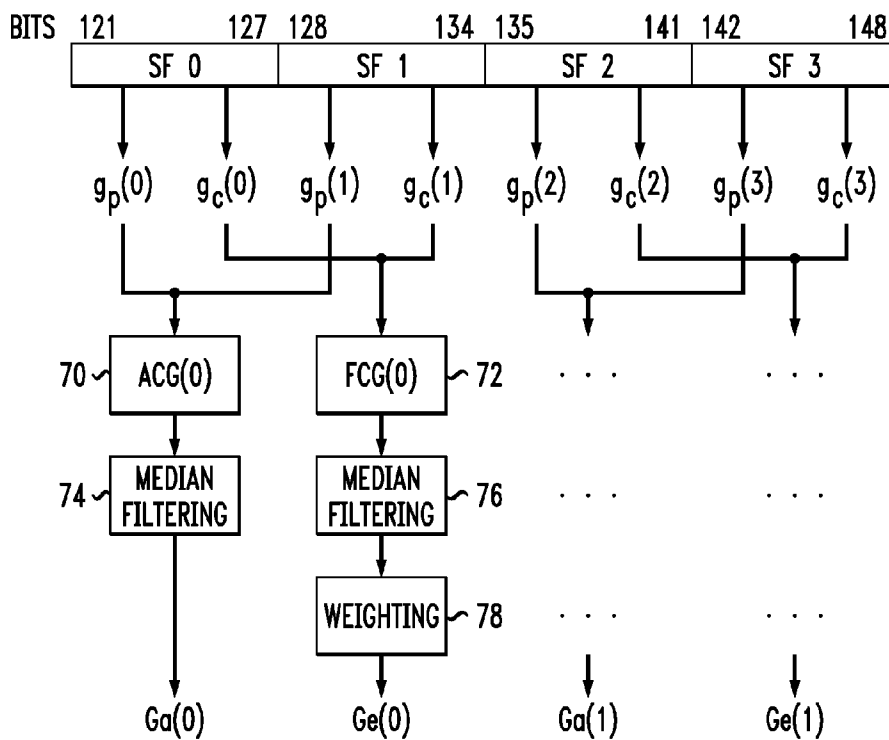 BITS 121 127 128 134 135 141 142 148
SF 0 SF 1 SF 2 SF 3
gp(0) gc(0) gp(1) gc(1) gp(2) gc(2) gp(3) gc(3)
70 ACG(0) FCG(0) 72 . . . . . .
74 MEDIAN FILTERING MEDIAN FILTERING 76 . . . . . .
WEIGHTING 78 . . . . . .
Ga(0) Ge(0) Ga(1) Ge(1)